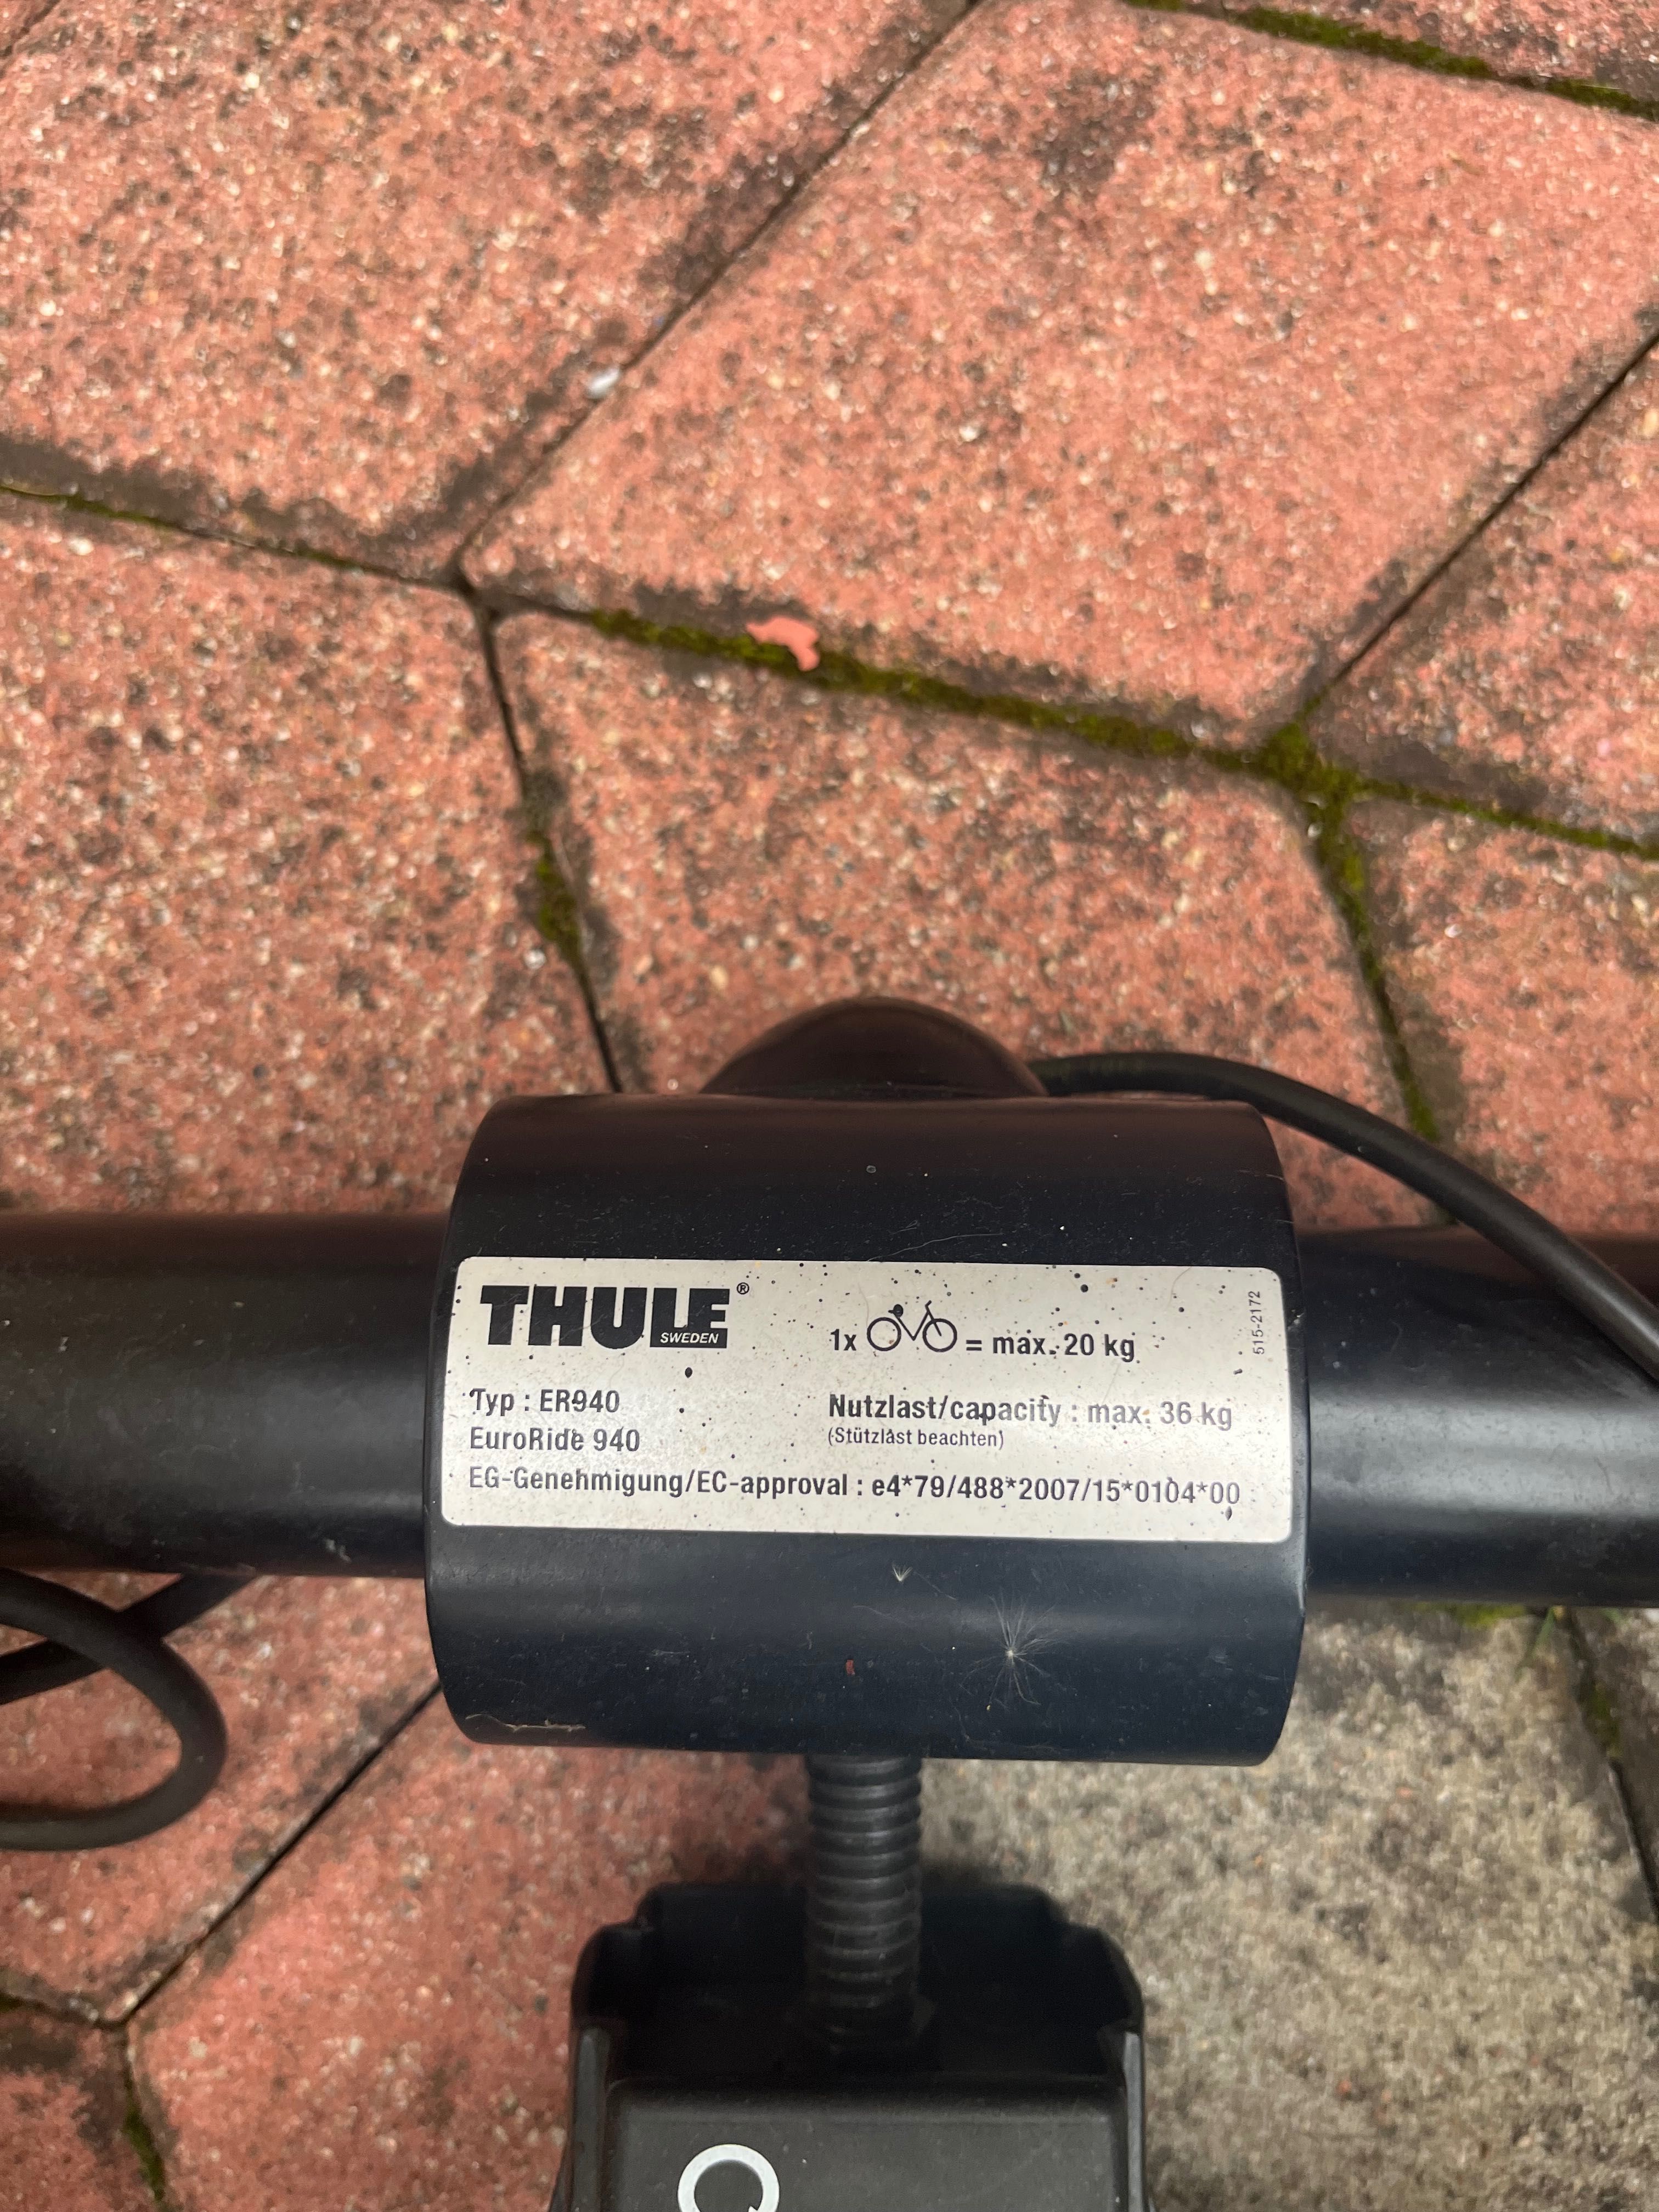 THULE®
SWEDEN
1x = max. 20 kg
515-2172
Typ : ER940
Nutzlast/capacity : max. 36 kg
EuroRide 940
(Stützlast beachten)
EG-Genehmigung/EC-approval : e4*79/488*2007/15*0104*00